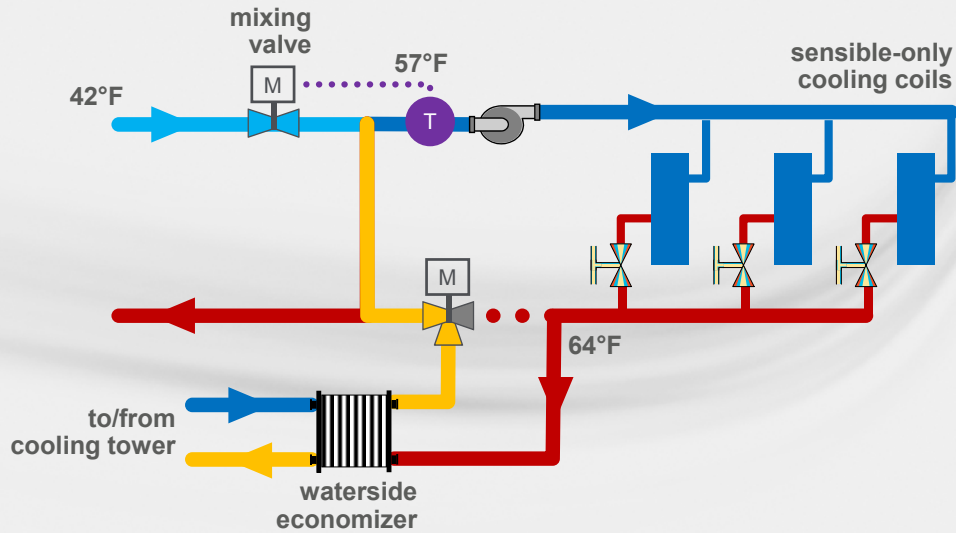 mixing
valve
M
57°F
42°F
T
sensible-only
cooling coils
M
64°F
to/from
cooling tower
waterside
economizer